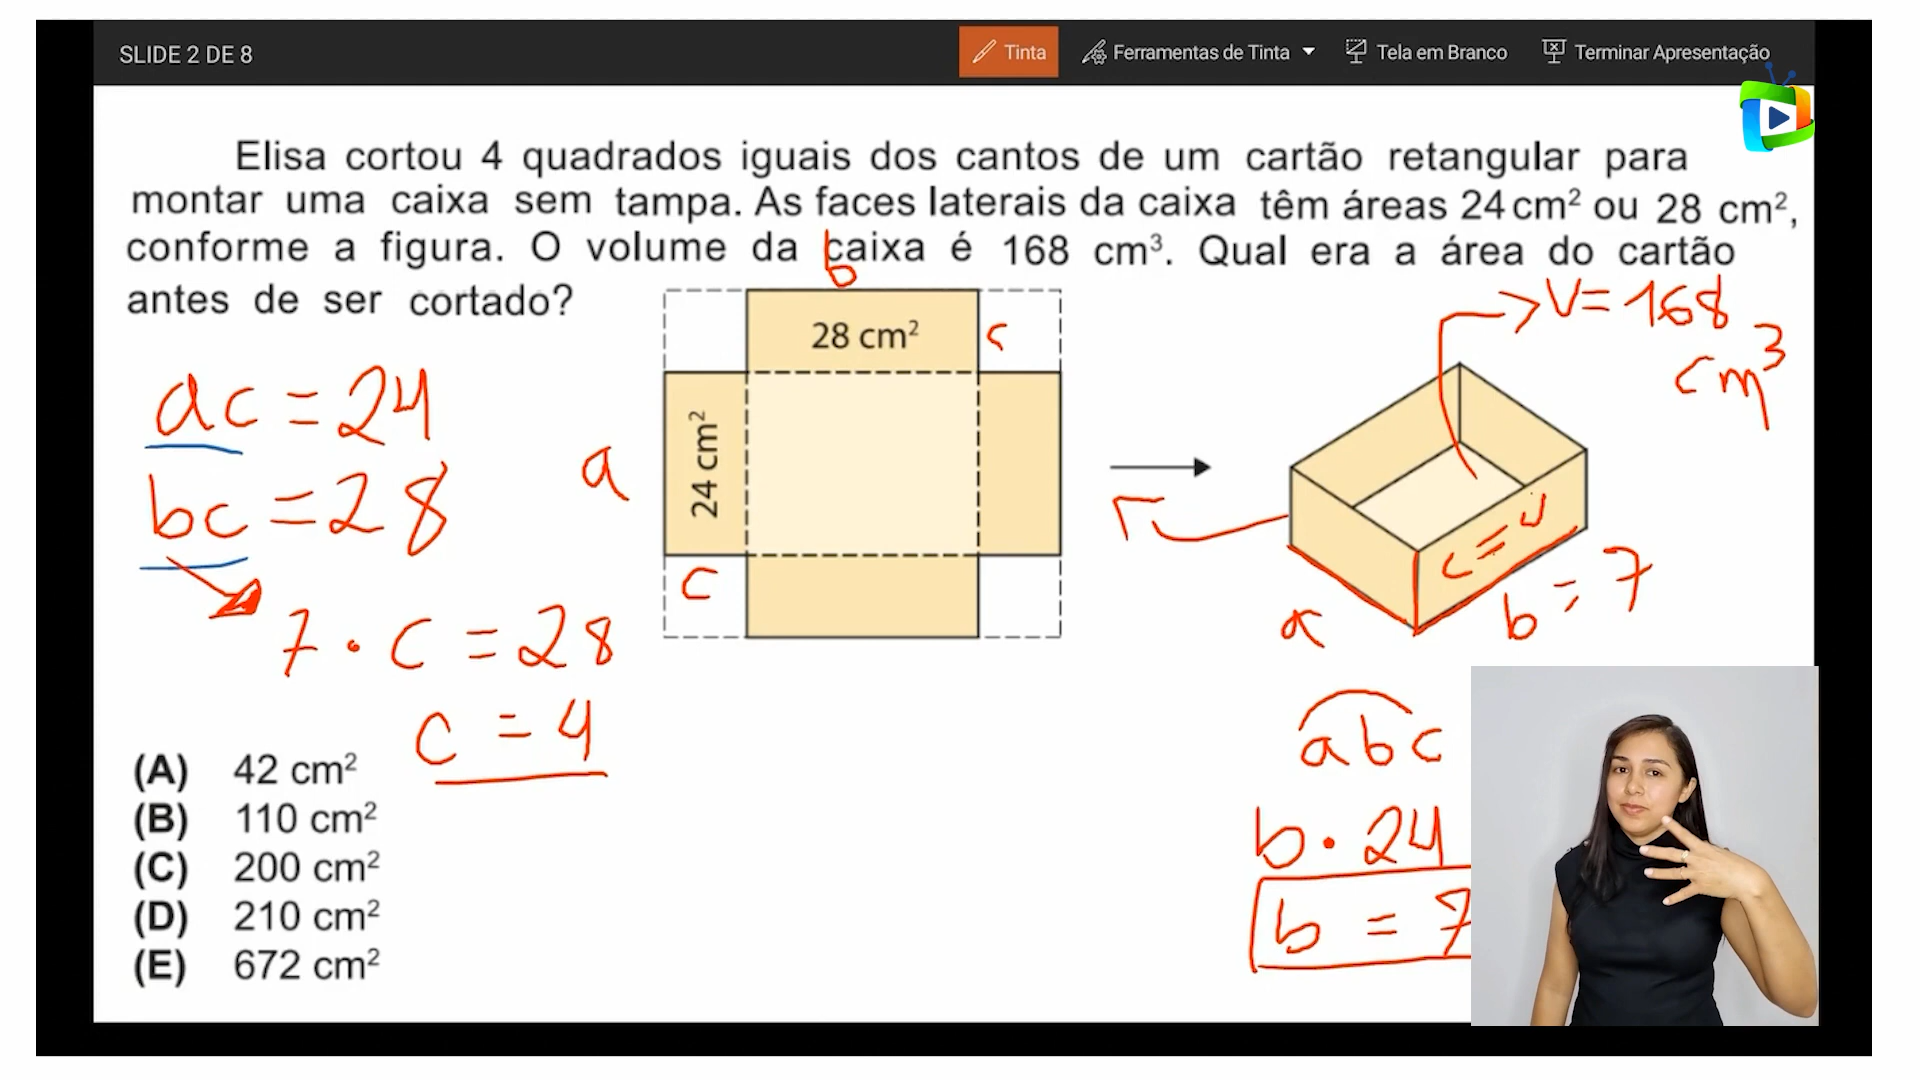 SLIDE 2 DE 8
Tinta
Ferramentas de Tinta
Tela em Branco
Terminar Apresentação
Elisa cortou 4 quadrados iguais dos cantos de um cartão retangular para
montar uma caixa sem tampa. As faces laterais da caixa têm áreas 24 cm² ou 28 cm²,
conforme a figura. O volume da caixa é 168 cm³. Qual era a área do cartão
antes de ser cortado?
b
28 cm²
c
24 cm²
a
c
V = 168
cm³
ac = 24
bc = 28
7 · c = 28
c = 4
a
b = 7
abc
b · 24
b = 7
(A) 42 cm²
(B) 110 cm²
(C) 200 cm²
(D) 210 cm²
(E) 672 cm²